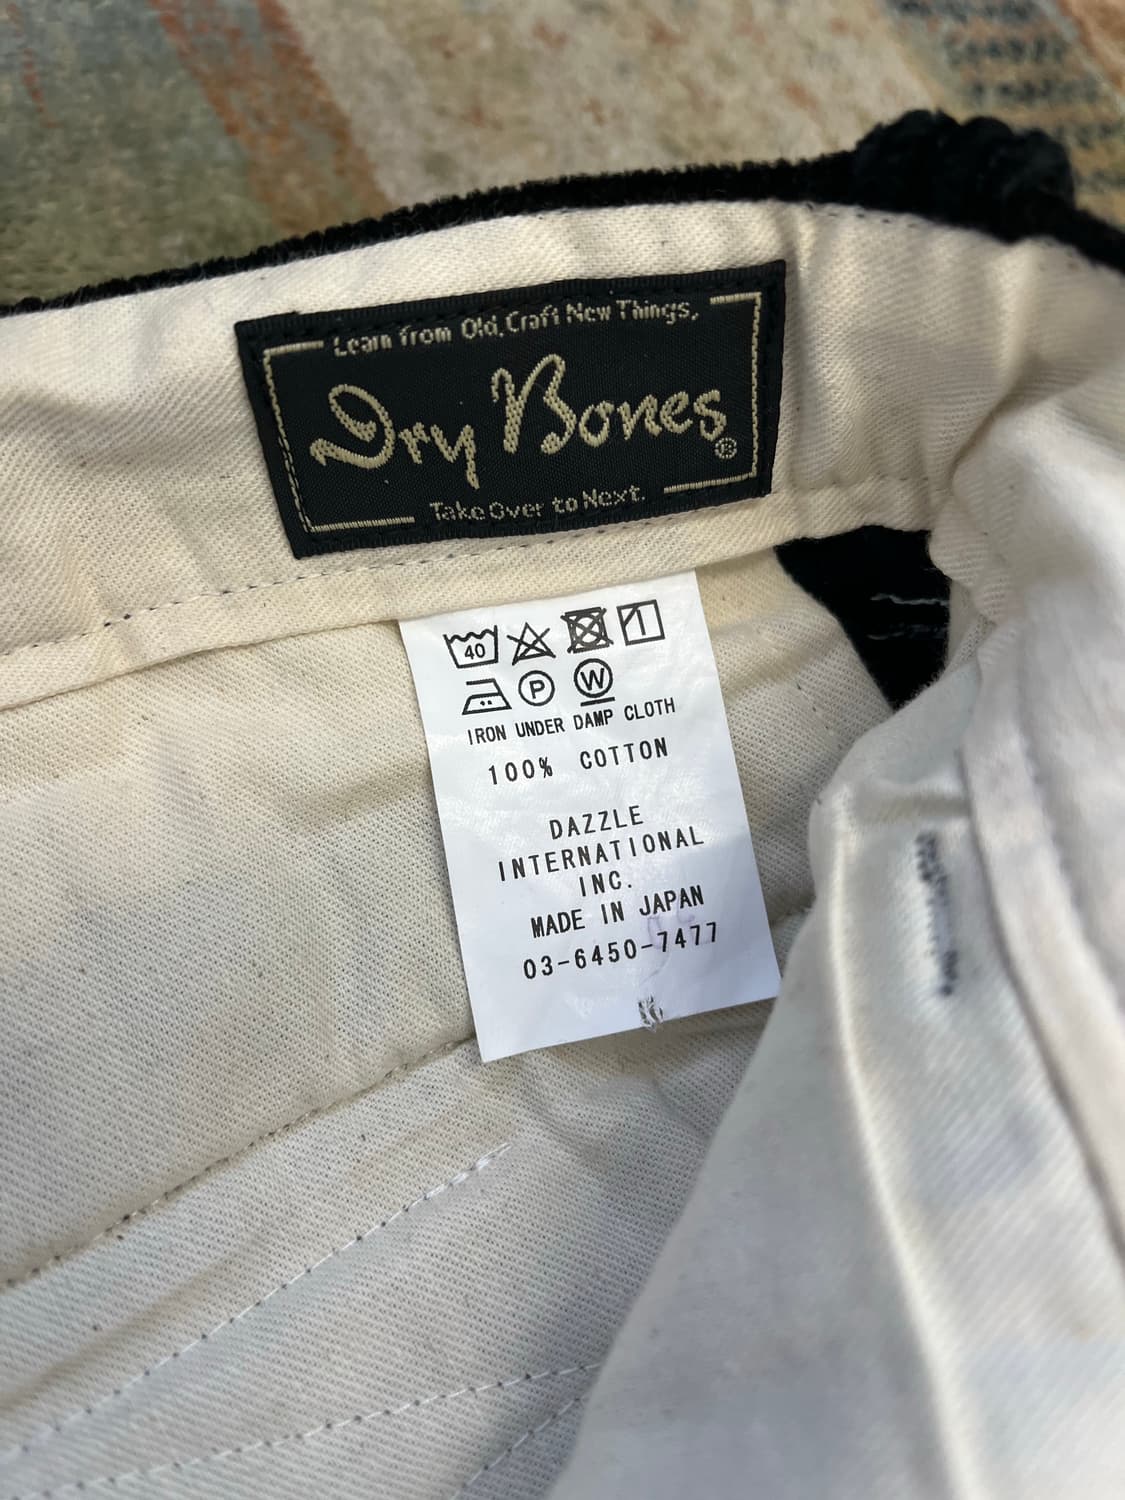 Learn from Old, Craft New Things,
Dry Bones®
Take Over to Next.
40
P W
IRON UNDER DAMP CLOTH
100% COTTON
DAZZLE
INTERNATIONAL
INC.
MADE IN JAPAN
03-6450-7477